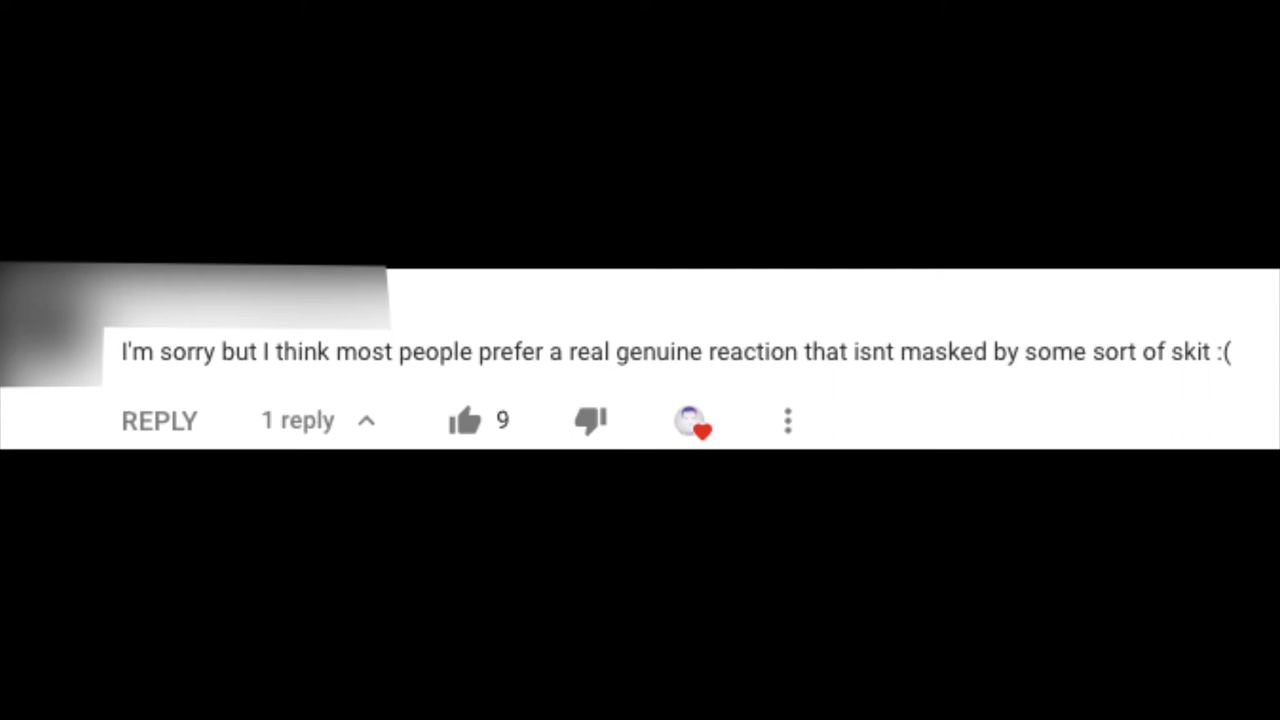 I'm sorry but I think most people prefer a real genuine reaction that isnt masked by some sort of skit :(
REPLY 1 reply 9